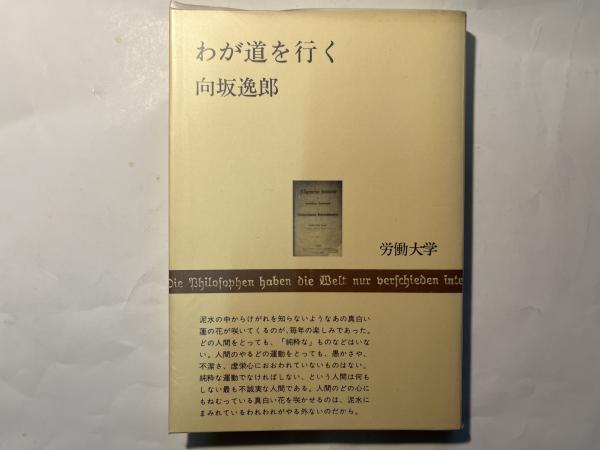 わが道を行く
向坂逸郎
労働大学
Die Philosophen haben die Welt nur verschieden inte
泥水の中からけがれを知らないようなあの真白い
蓮の花が咲いてくるのが、毎年の楽しみであった。
どの人間をとっても、「純粋な」ものなどはいな
い。人間のやるどの運動をとっても、愚かさや、
不潔さ、虚栄心におおわれていないものはない。
純粋な運動でなければしない、という人間は何も
しない最も不誠実な人間である。人間のどの心に
もねむっている真白い花を咲かせるのは、泥水に
まみれているわれわれがやる外ないのだから。